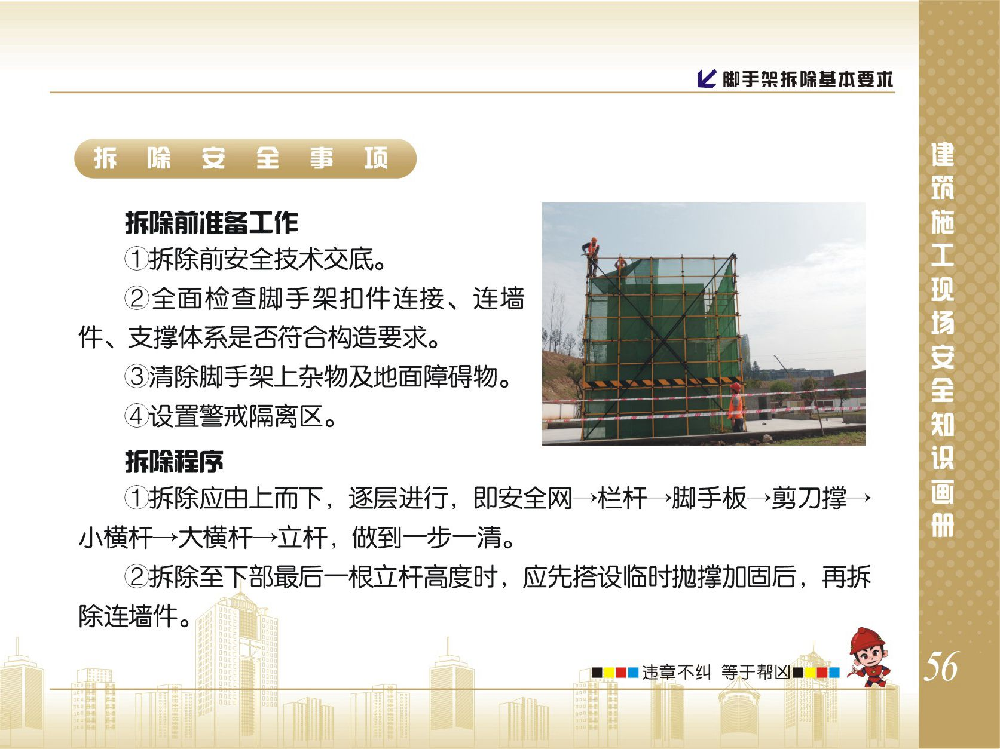 脚手架拆除基本要求
拆除安全事项
拆除前准备工作
①拆除前安全技术交底。
②全面检查脚手架扣件连接、连墙
件、支撑体系是否符合构造要求。
③清除脚手架上杂物及地面障碍物。
④设置警戒隔离区。
拆除程序
①拆除应由上而下，逐层进行，即安全网→栏杆→脚手板→剪刀撑→
小横杆→大横杆→立杆，做到一步一清。
②拆除至下部最后一根立杆高度时，应先搭设临时抛撑加固后，再拆
除连墙件。
违章不纠 等于帮凶
建筑施工现场安全知识画册
56